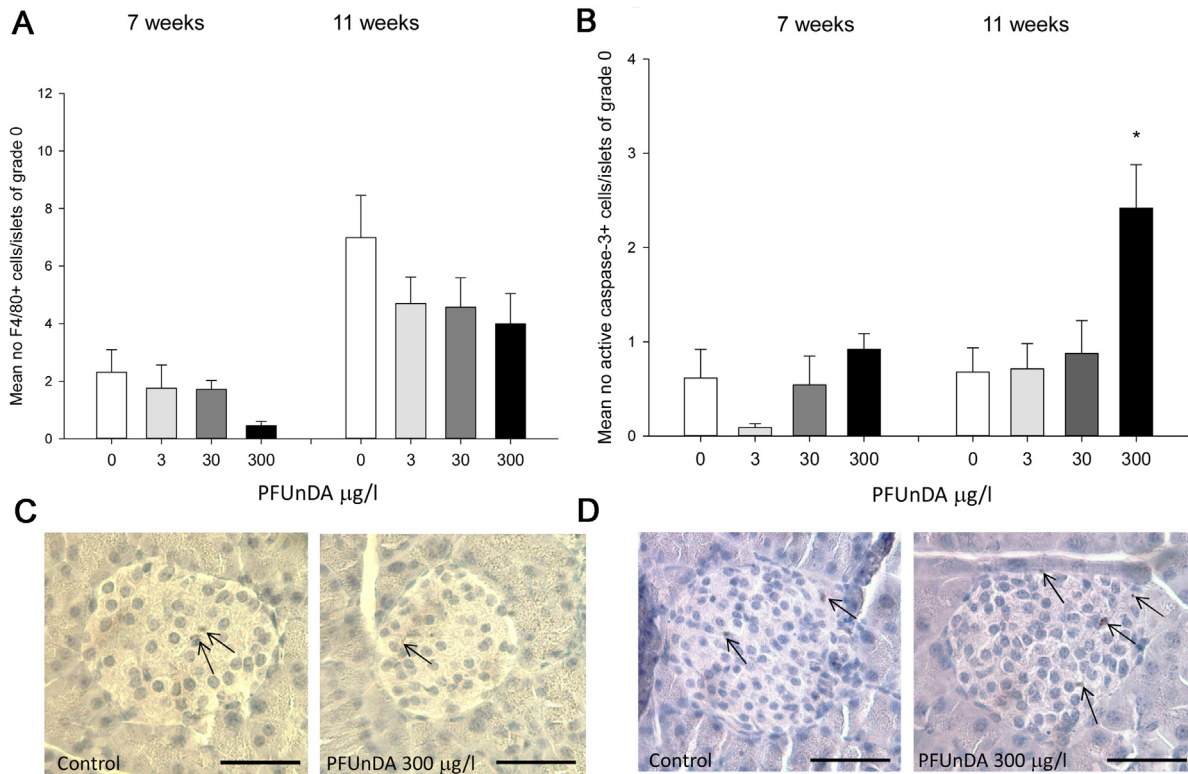 A
7 weeks
11 weeks
Mean no F4/80+ cells/islets of grade 0
12
10
8
6
4
2
0
0 3 30 300 0 3 30 300
PFUnDA µg/l
B
7 weeks
11 weeks
Mean no active caspase-3+ cells/islets of grade 0
4
3
2
1
0
*
0 3 30 300 0 3 30 300
PFUnDA µg/l
C
Control
PFUnDA 300 µg/l
D
Control
PFUnDA 300 µg/l